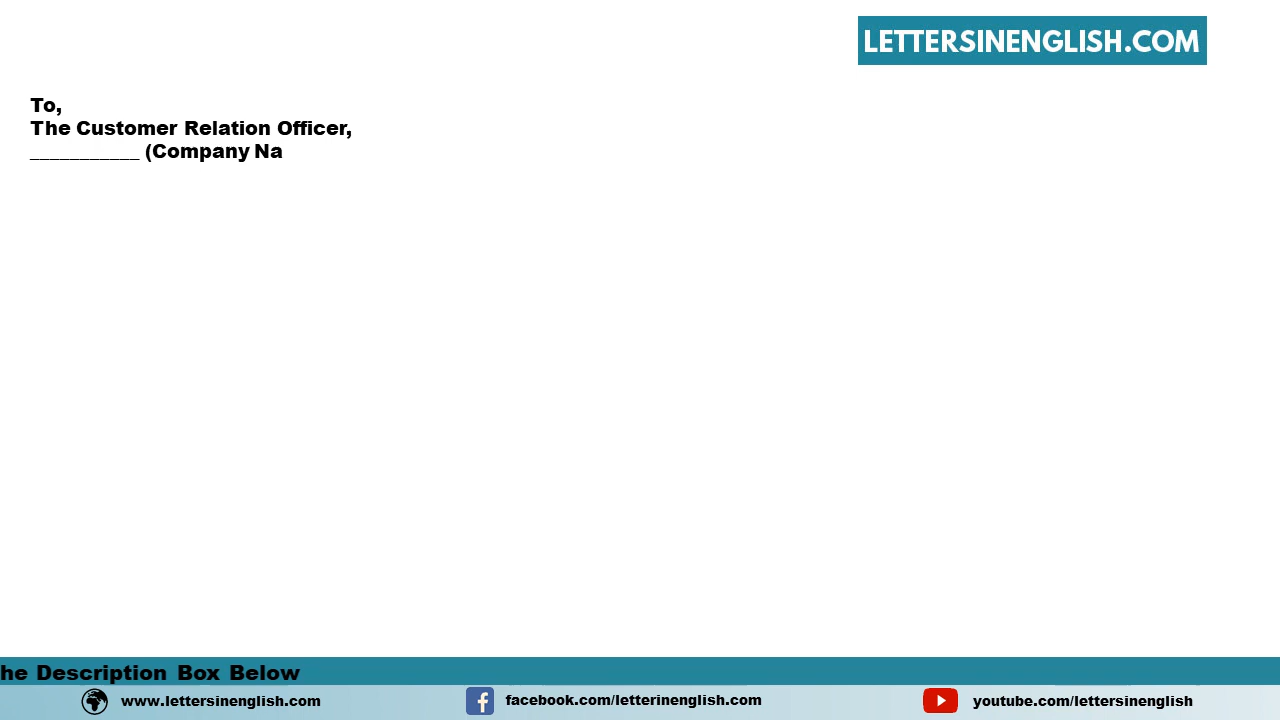 LETTERSINENGLISH.COM
To,
The Customer Relation Officer,
___________ (Company Na
he Description Box Below
www.lettersinenglish.com
facebook.com/letterinenglish.com
youtube.com/lettersinenglish